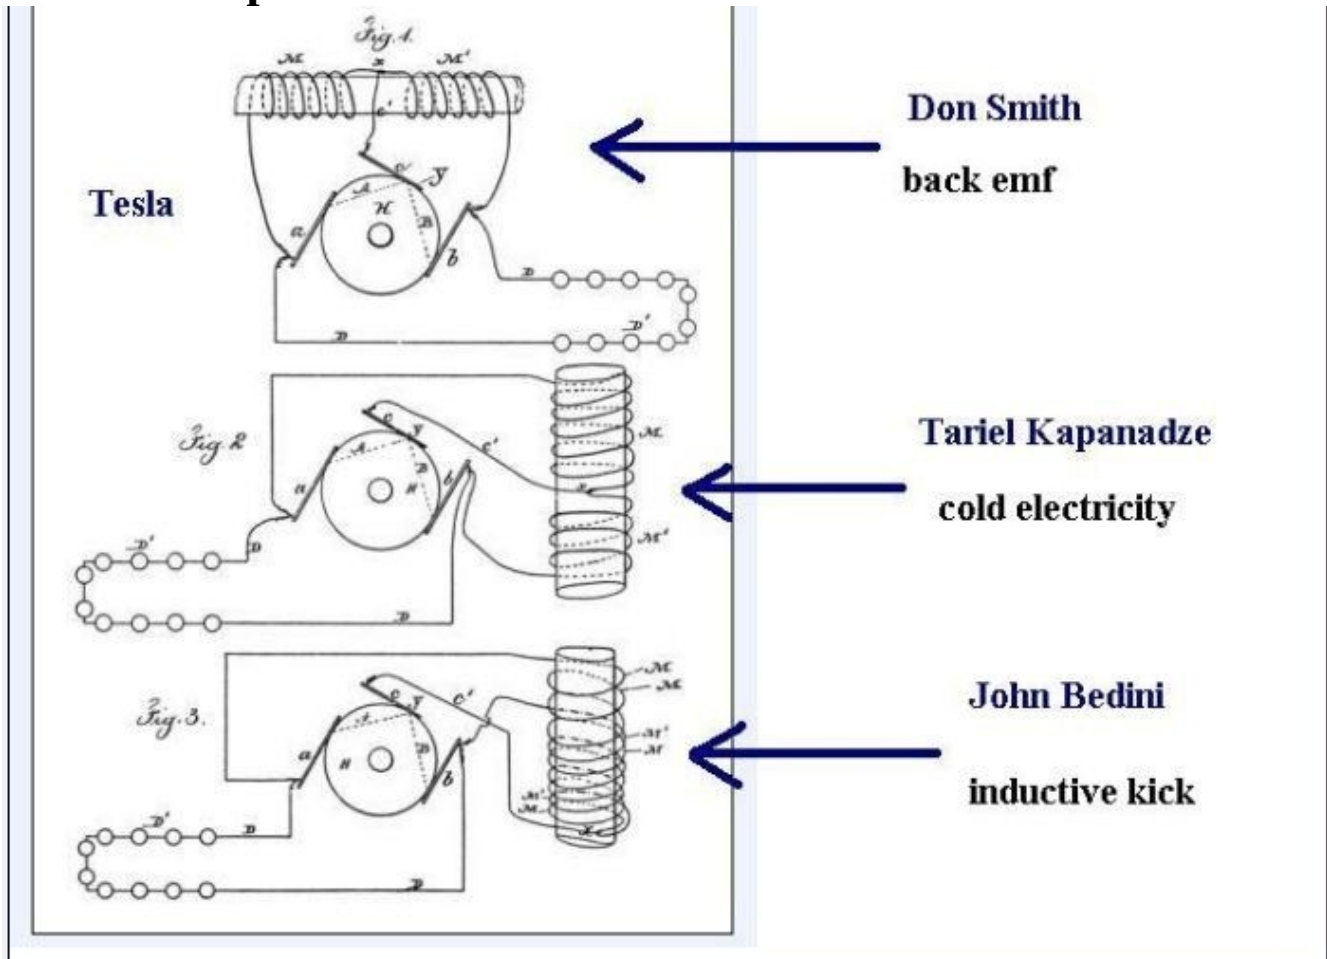 Fig. 1.
M x M'
c'
c y
A
H
a B
b
D
D'
D
Tesla
Don Smith
back emf
Fig. 2
c y
c'
A
B
a b
H
M
x
M'
D'
D
D
Tariel Kapanadze
cold electricity
Fig. 3.
c y
c'
A
B
a b
H
M
M
M'
M
M'
M
x
D'
D
D
John Bedini
inductive kick